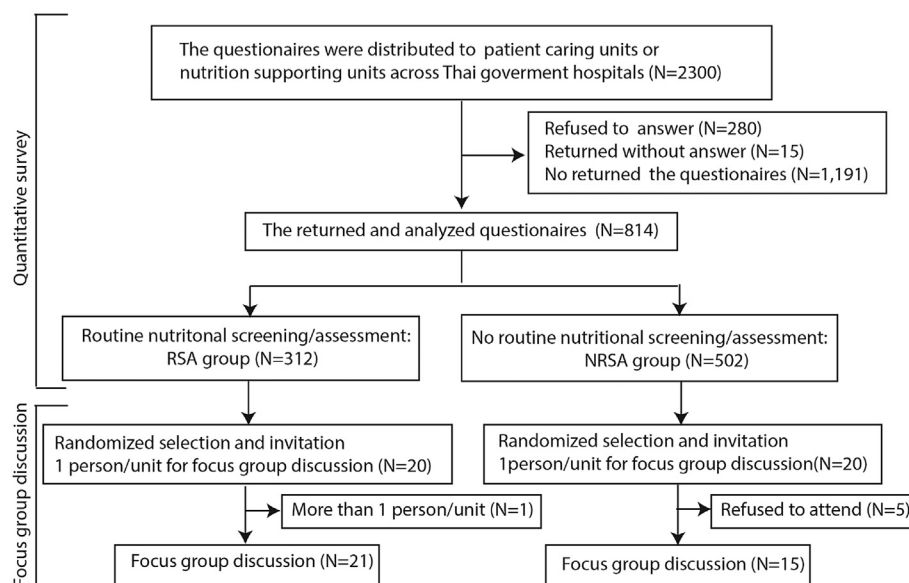 Quantitative survey
The questionaires were distributed to patient caring units or
nutrition supporting units across Thai goverment hospitals (N=2300)
Refused to answer (N=280)
Returned without answer (N=15)
No returned the questionaires (N=1,191)
The returned and analyzed questionaires (N=814)
Routine nutritonal screening/assessment:
RSA group (N=312)
No routine nutritional screening/assessment:
NRSA group (N=502)
Focus group discussion
Randomized selection and invitation
1 person/unit for focus group discussion (N=20)
Randomized selection and invitation
1person/unit for focus group discussion(N=20)
More than 1 person/unit (N=1)
Refused to attend (N=5)
Focus group discussion (N=21)
Focus group discussion (N=15)